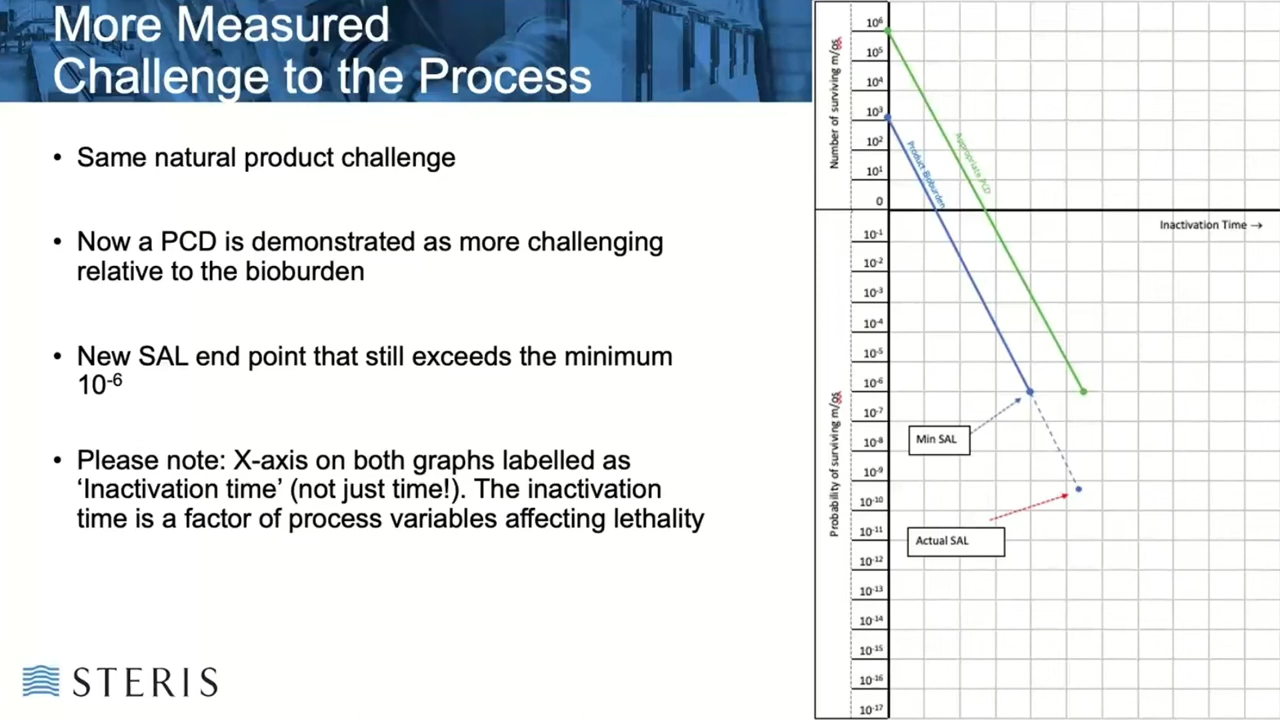 More Measured
Challenge to the Process
• Same natural product challenge
• Now a PCD is demonstrated as more challenging
relative to the bioburden
• New SAL end point that still exceeds the minimum
10⁻⁶
• Please note: X-axis on both graphs labelled as
‘Inactivation time’ (not just time!). The inactivation
time is a factor of process variables affecting lethality
STERIS
Number of surviving m/os
10⁶
10⁵
10⁴
10³
10²
10¹
0
Product Bioburden
Appropriate PCD
Inactivation Time →
Probability of surviving m/os
10⁻¹
10⁻²
10⁻³
10⁻⁴
10⁻⁵
10⁻⁶
10⁻⁷
10⁻⁸
10⁻⁹
10⁻¹⁰
10⁻¹¹
10⁻¹²
10⁻¹³
10⁻¹⁴
10⁻¹⁵
10⁻¹⁶
10⁻¹⁷
Min SAL
Actual SAL